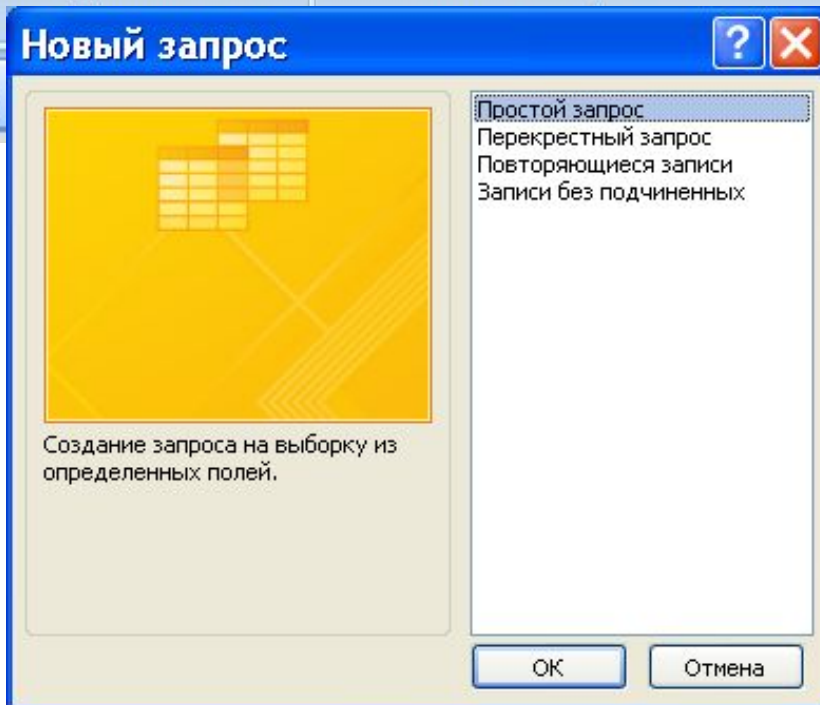 Новый запрос
?
Простой запрос
Перекрестный запрос
Повторяющиеся записи
Записи без подчиненных
Создание запроса на выборку из
определенных полей.
ОК
Отмена